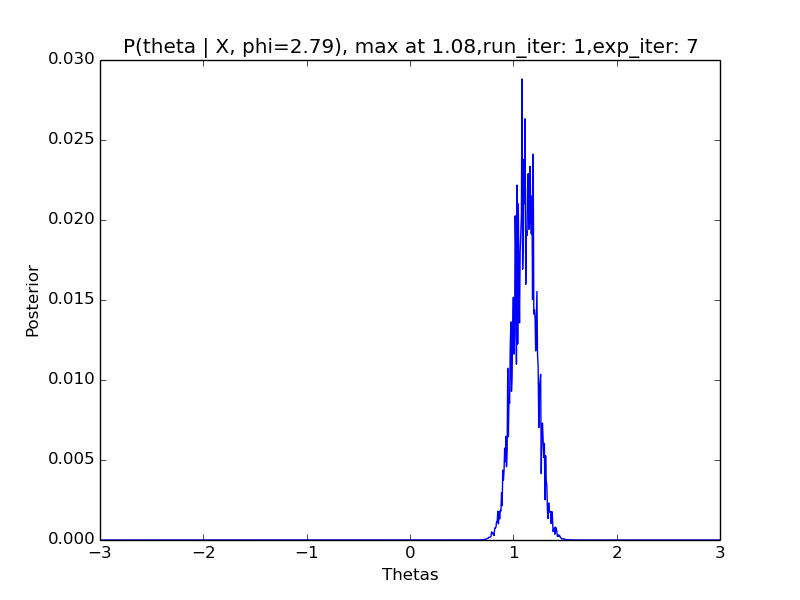 P(theta | X, phi=2.79), max at 1.08,run_iter: 1,exp_iter: 7
0.030
0.025
0.020
0.015
0.010
0.005
0.000
Posterior
−3 −2 −1 0 1 2 3
Thetas